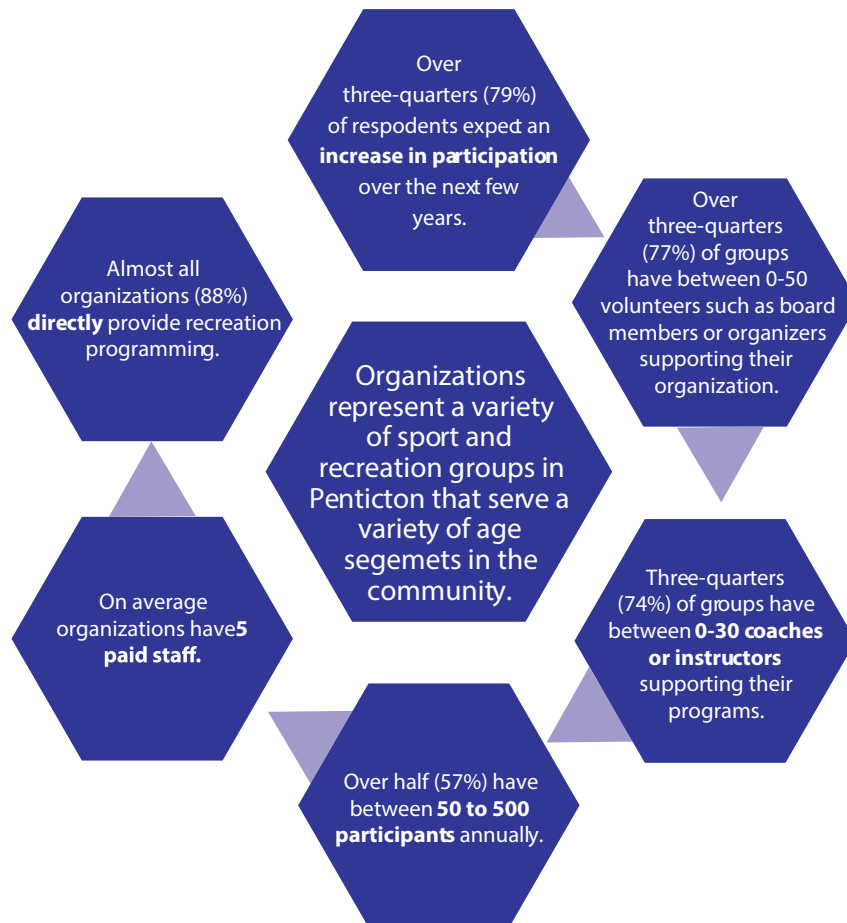 Over
three-quarters (79%)
of respodents expect an
increase in participation
over the next few
years.
Over
three-quarters
(77%) of groups
have between 0-50
volunteers such as board
members or organizers
supporting their
organization.
Three-quarters
(74%) of groups have
between 0-30 coaches
or instructors
supporting their
programs.
Over half (57%) have
between 50 to 500
participants annually.
On average
organizations have5
paid staff.
Almost all
organizations (88%)
directly provide recreation
programming.
Organizations
represent a variety
of sport and
recreation groups in
Penticton that serve a
variety of age
segemets in the
community.